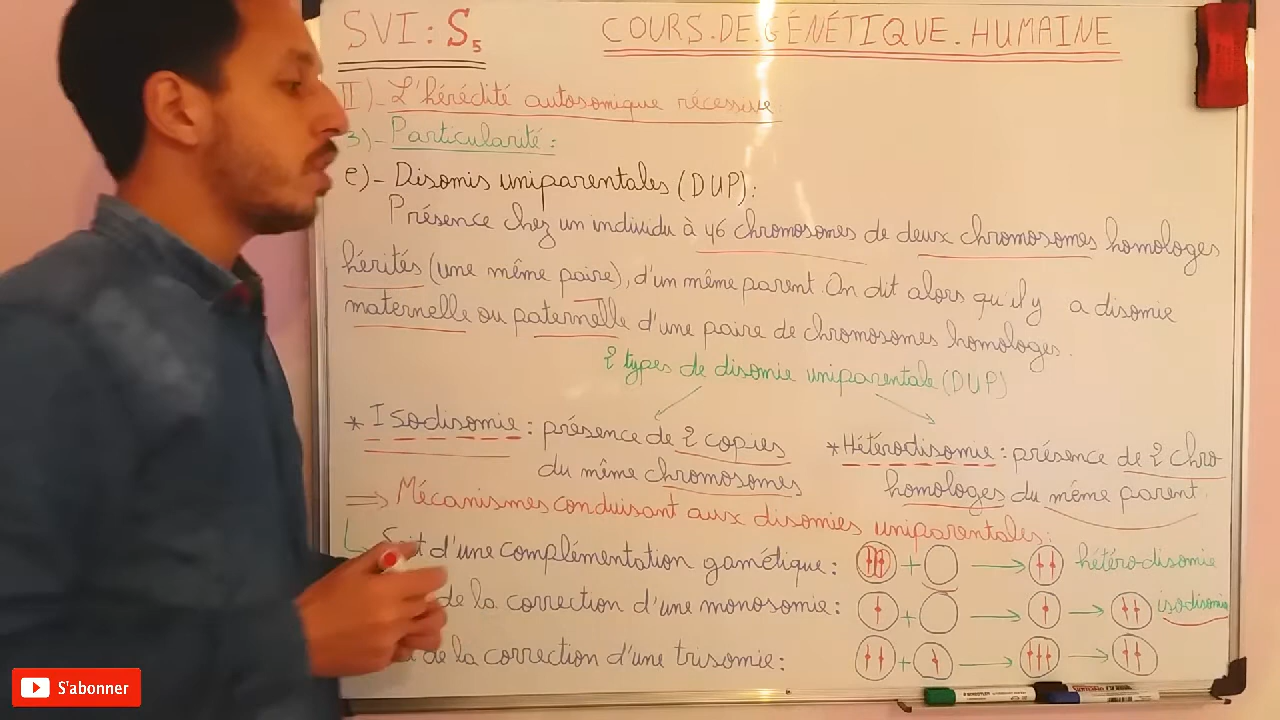 SVI : S5
COURS.DE.GÉNÉTIQUE.HUMAINE
II)- L'hérédité autosomique récessive:
3)- Particularité :
e)- Disomis uniparentales (DUP):
Présence chez un individu à 46 chromosomes de deux chromosomes homologes
hérités (une même paire), d'un même parent. On dit alors qu'il y a disomie
maternelle ou paternelle d'une paire de chromosomes homologes.
2 types de disomie uniparentale (DUP)
* Isodisomie : présence de 2 copies
du même chromosomes
* Hétérodisomie : présence de 2 chro
homologes du même parent.
⇒ Mécanismes conduisant aux disomies uniparentales:
Soit d'une complémentation gamétique: + → hétéro-disomie
de la correction d'une monosomie: + → → isodisomie
de la correction d'une trisomie: + → →
S'abonner